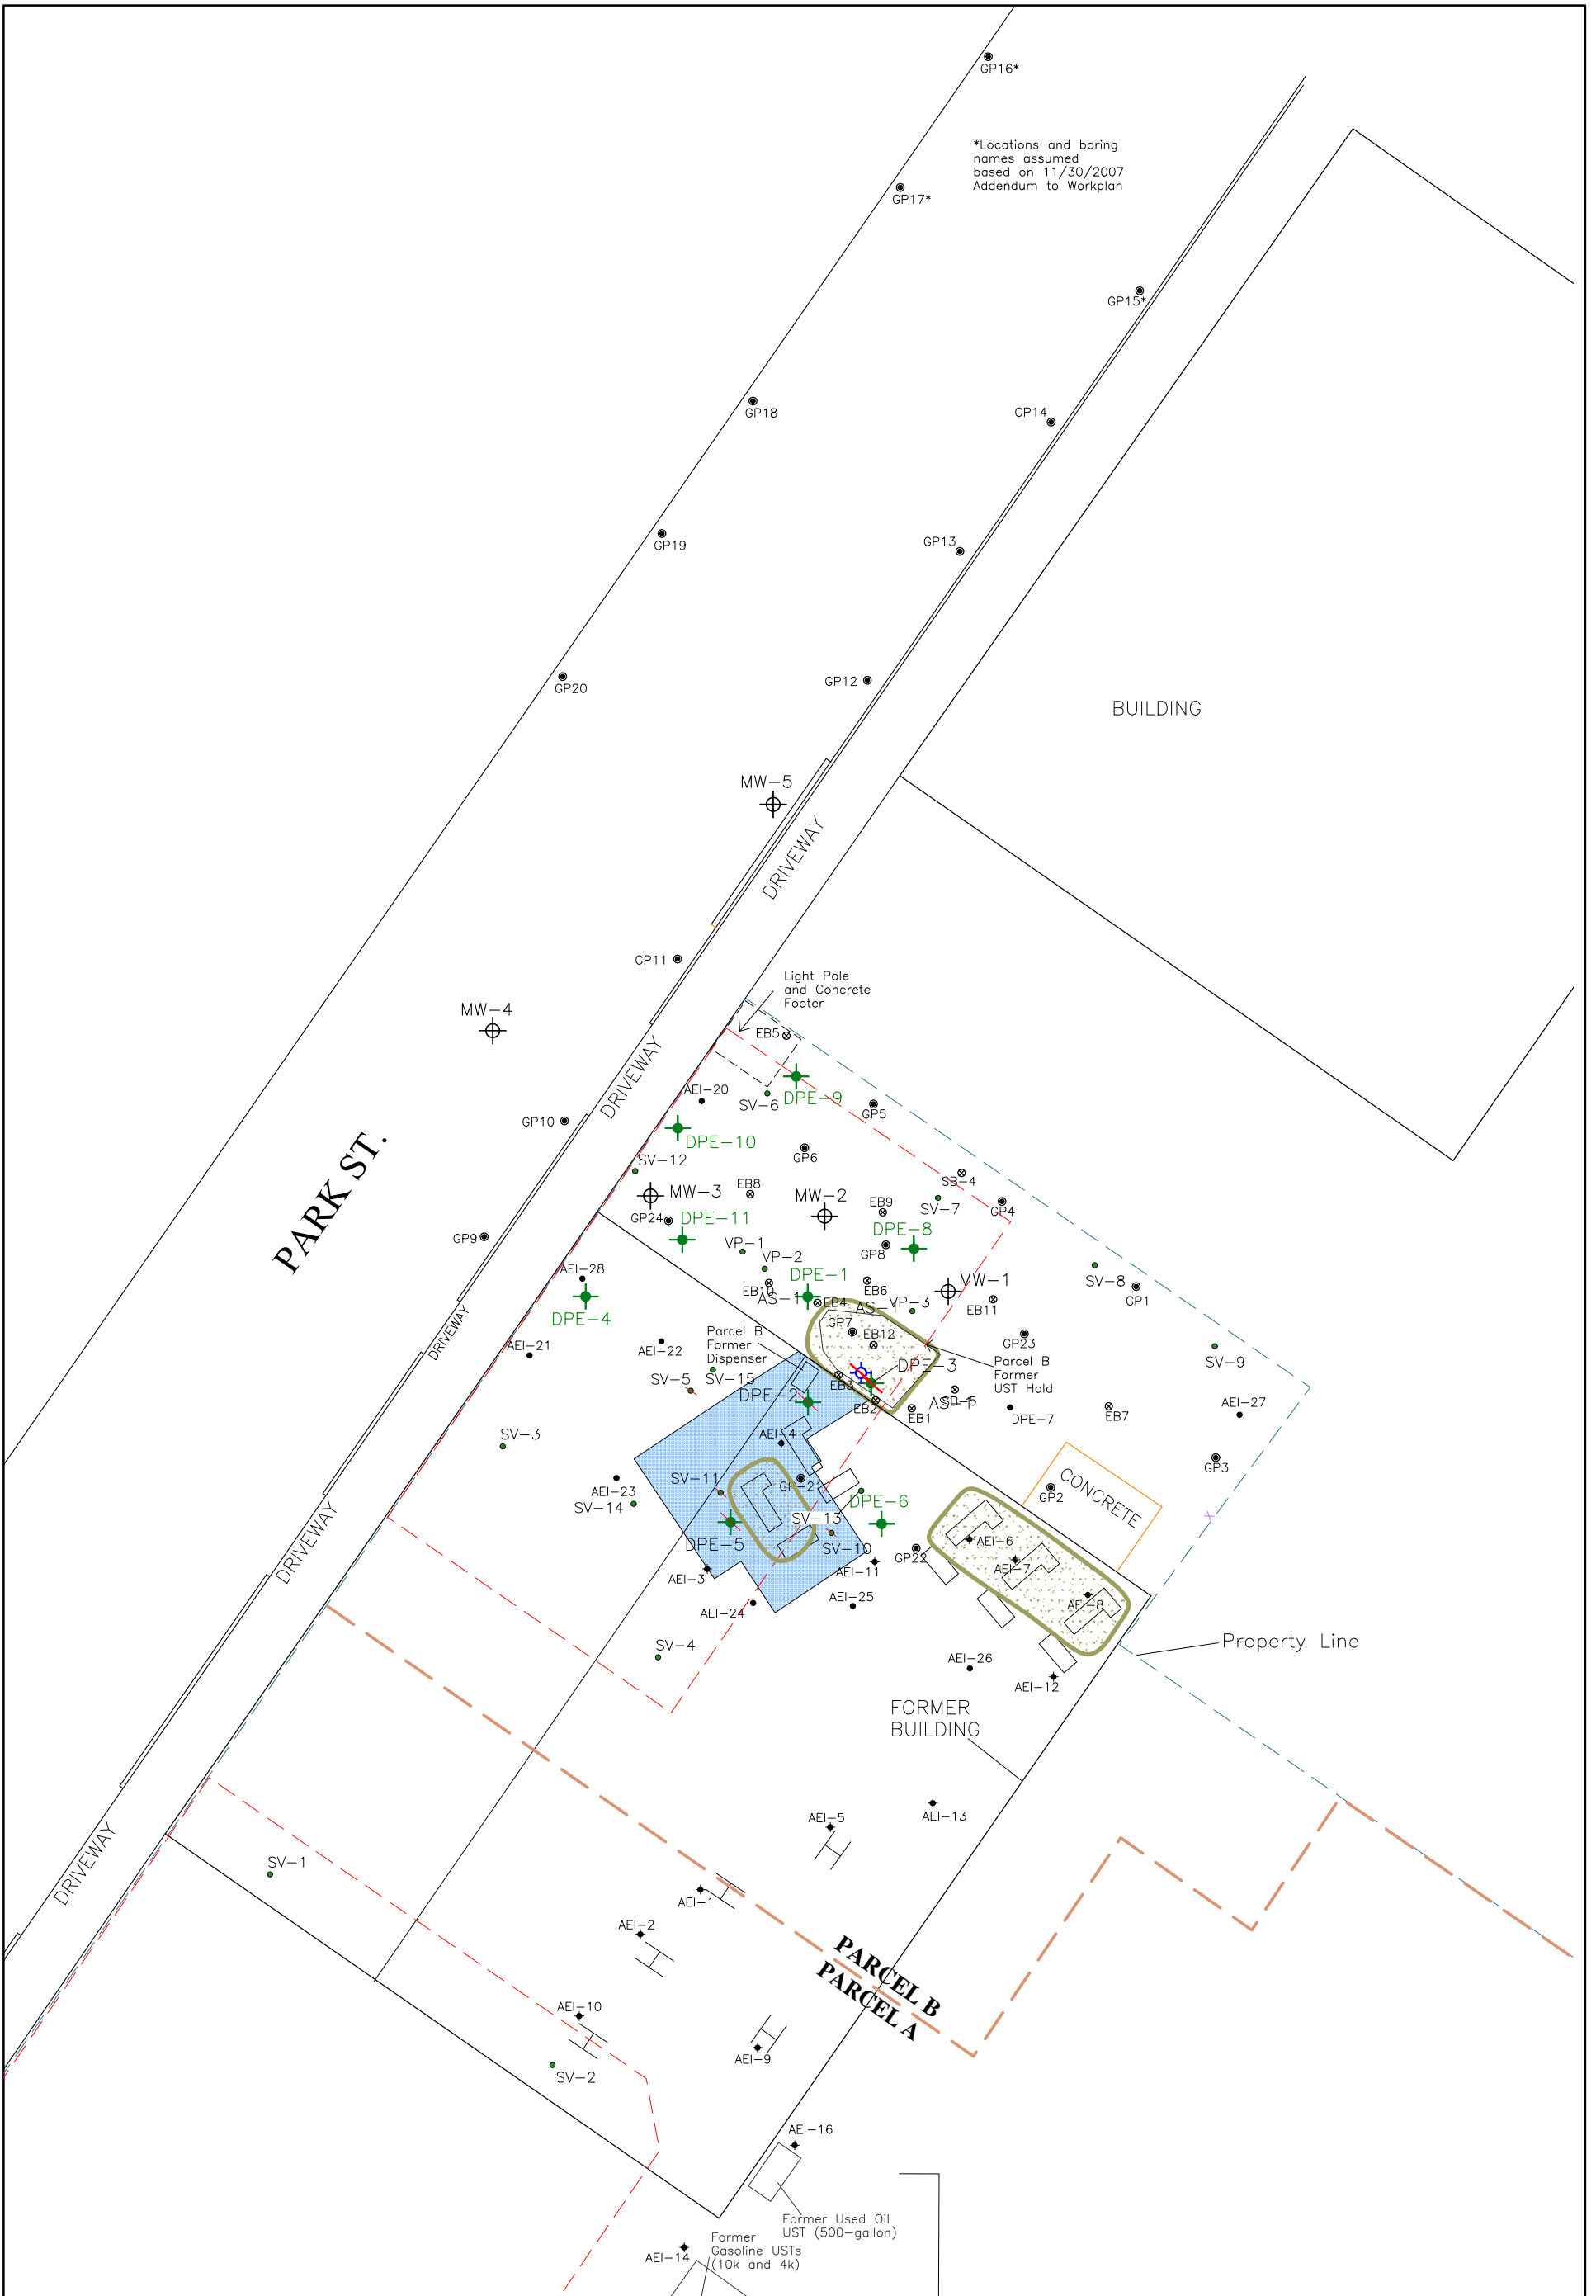 GP16*
*Locations and boring
names assumed
based on 11/30/2007
Addendum to Workplan
GP17*
GP15*
GP18
GP14
GP19
GP13
GP20
GP12
BUILDING
MW-5
DRIVEWAY
GP11
Light Pole
and Concrete
Footer
MW-4
EB5
DRIVEWAY
AEI-20
SV-6
DPE-9
GP5
GP10
DPE-10
GP6
PARK ST.
SV-12
SB-4
MW-3
EB8
MW-2
EB9
SV-7
GP4
GP24
DPE-11
DPE-8
GP9
VP-1
GP8
VP-2
SV-8
AEI-28
EB10
DPE-1
EB6
MW-1
GP1
AS-1
EB4
AS-1
VP-3
EB11
DPE-4
DRIVEWAY
Parcel B
Former
Dispenser
GP7
EB12
GP23
AEI-21
AEI-22
SV-9
DPE-3
Parcel B
Former
UST Hold
SV-5
SV-15
EB3
DPE-2
EB2
AS-1
SB-5
EB1
DPE-7
EB7
AEI-27
SV-3
AEI-4
GP3
AEI-23
SV-11
GP-21
GP2
CONCRETE
SV-14
DPE-6
SV-13
DRIVEWAY
DPE-5
SV-10
AEI-6
GP22
AEI-7
AEI-3
AEI-11
AEI-24
AEI-25
AEI-8
SV-4
Property Line
AEI-26
AEI-12
FORMER
BUILDING
AEI-5
AEI-13
DRIVEWAY
SV-1
AEI-1
AEI-2
PARCEL B
PARCEL A
AEI-10
AEI-9
SV-2
AEI-16
Former Used Oil
UST (500-gallon)
AEI-14
Former
Gasoline USTs
(10k and 4k)